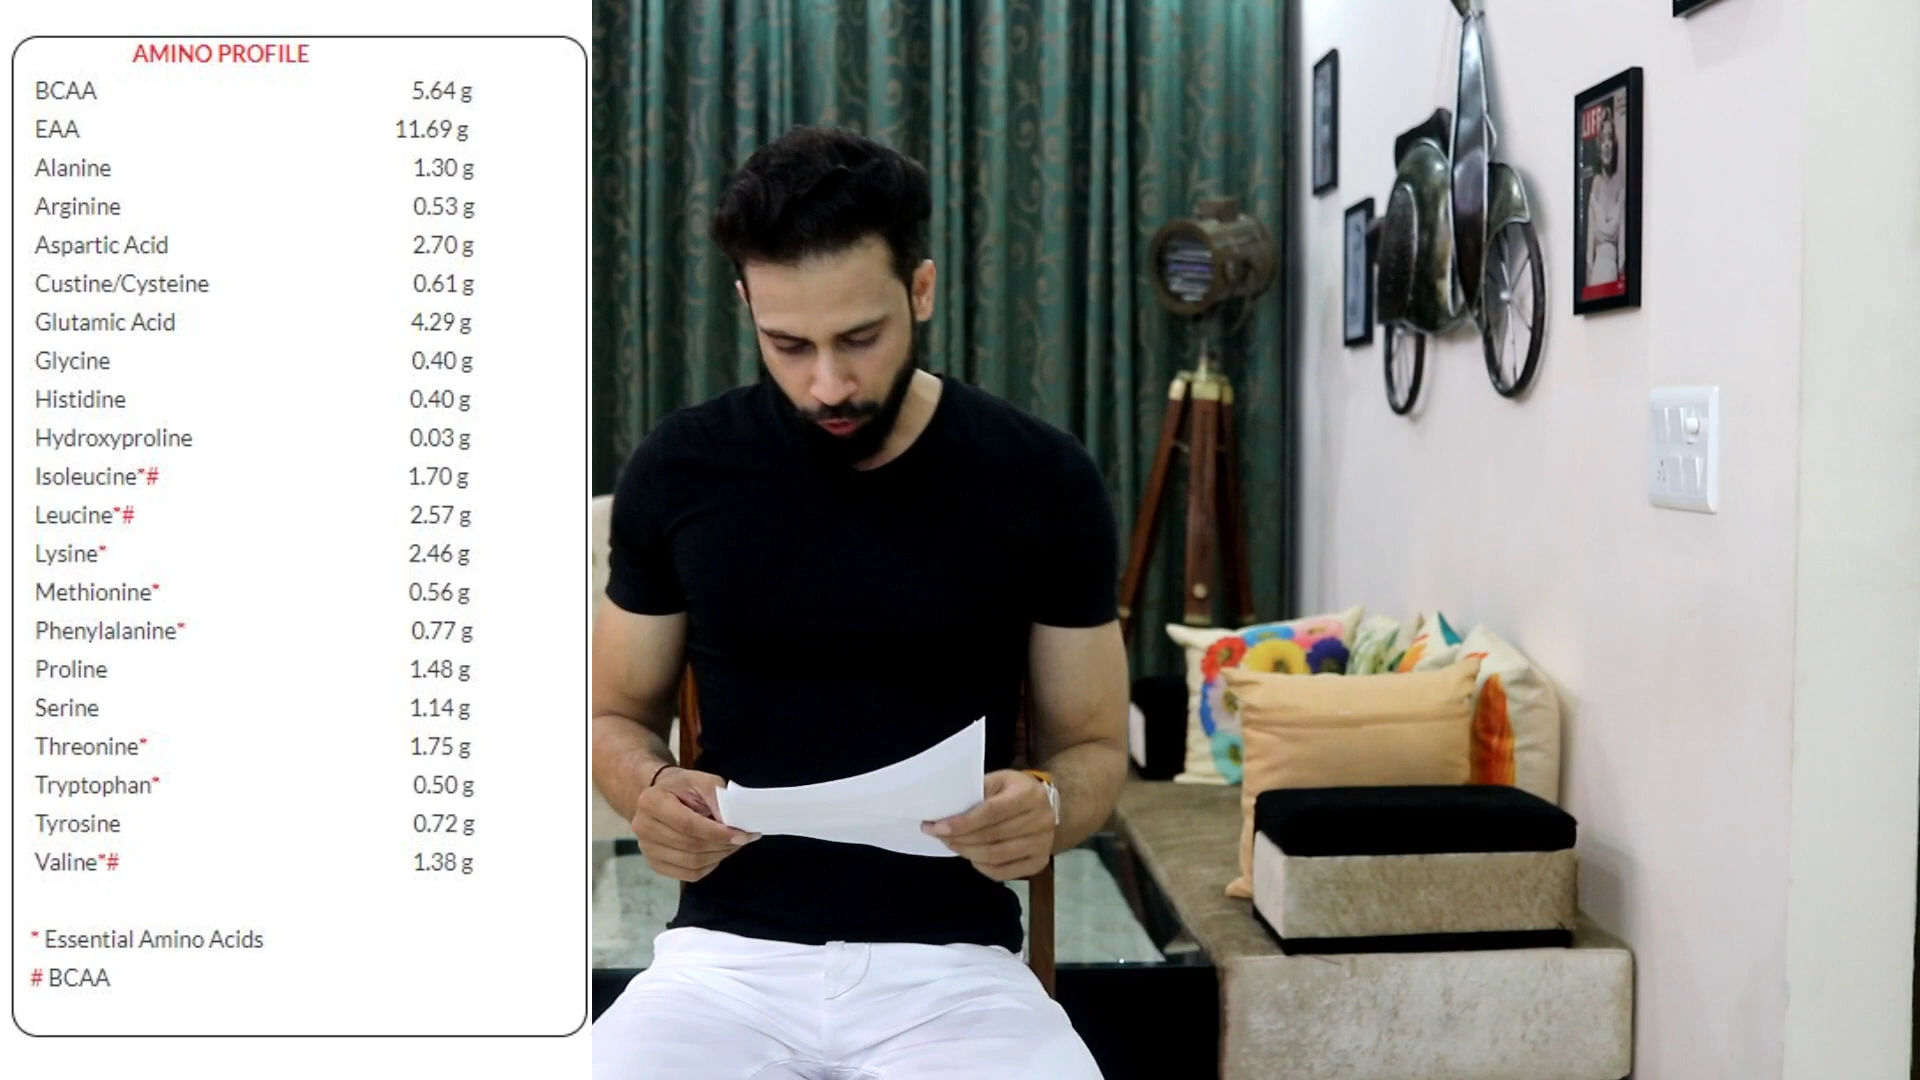 AMINO PROFILE
BCAA 5.64 g
EAA 11.69 g
Alanine 1.30 g
Arginine 0.53 g
Aspartic Acid 2.70 g
Custine/Cysteine 0.61 g
Glutamic Acid 4.29 g
Glycine 0.40 g
Histidine 0.40 g
Hydroxyproline 0.03 g
Isoleucine*# 1.70 g
Leucine*# 2.57 g
Lysine* 2.46 g
Methionine* 0.56 g
Phenylalanine* 0.77 g
Proline 1.48 g
Serine 1.14 g
Threonine* 1.75 g
Tryptophan* 0.50 g
Tyrosine 0.72 g
Valine*# 1.38 g
* Essential Amino Acids
# BCAA
LIFE